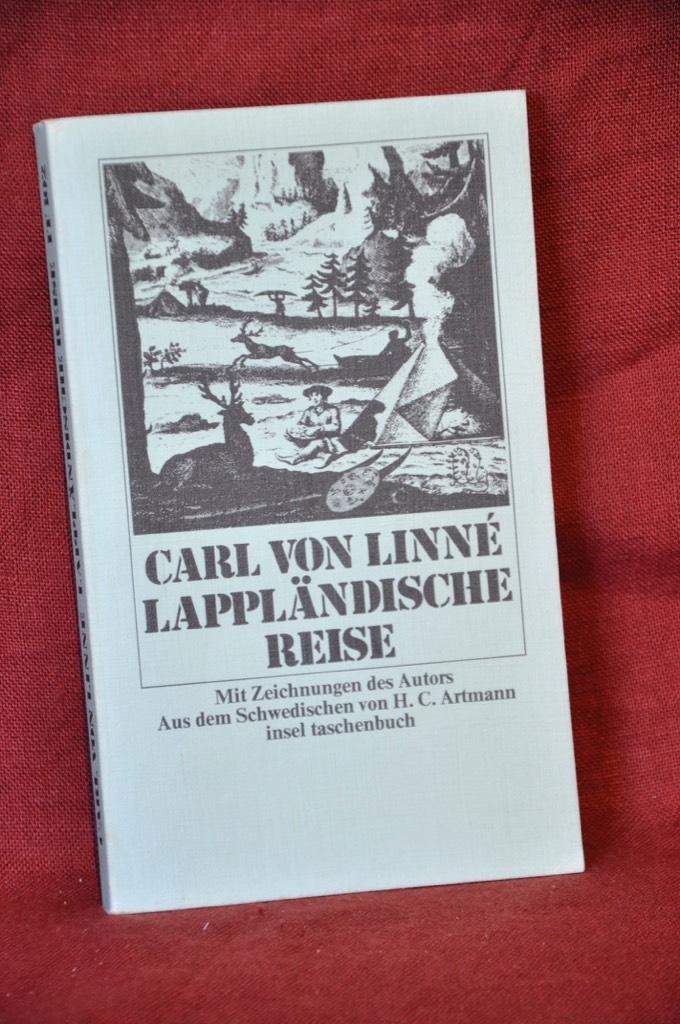 CARL VON LINNÉ
LAPPLÄNDISCHE
REISE
Mit Zeichnungen des Autors
Aus dem Schwedischen von H. C. Artmann
insel taschenbuch